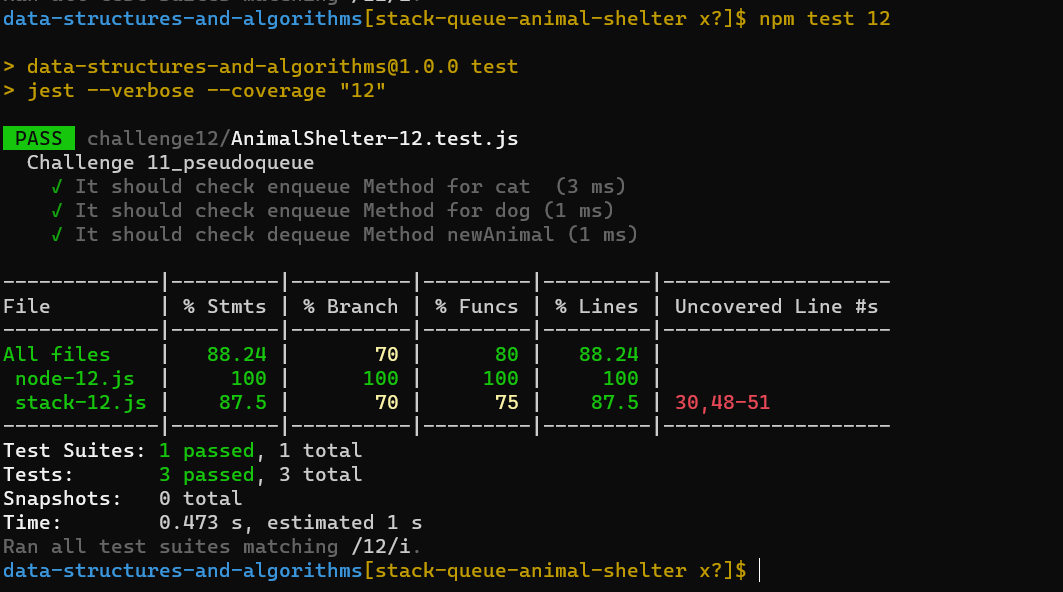 Ran all test suites matching /12/i.
data-structures-and-algorithms[stack-queue-animal-shelter x?]$ npm test 12
> data-structures-and-algorithms@1.0.0 test
> jest --verbose --coverage "12"
PASS challenge12/AnimalShelter-12.test.js
Challenge 11_pseudoqueue
√ It should check enqueue Method for cat  (3 ms)
√ It should check enqueue Method for dog (1 ms)
√ It should check dequeue Method newAnimal (1 ms)
-------------|---------|----------|---------|---------|-------------------
File         | % Stmts | % Branch | % Funcs | % Lines | Uncovered Line #s
-------------|---------|----------|---------|---------|-------------------
All files    |   88.24 |       70 |      80 |   88.24 |
 node-12.js  |     100 |      100 |     100 |     100 |
 stack-12.js |    87.5 |       70 |      75 |    87.5 | 30,48-51
-------------|---------|----------|---------|---------|-------------------
Test Suites: 1 passed, 1 total
Tests:       3 passed, 3 total
Snapshots:   0 total
Time:        0.473 s, estimated 1 s
Ran all test suites matching /12/i.
data-structures-and-algorithms[stack-queue-animal-shelter x?]$